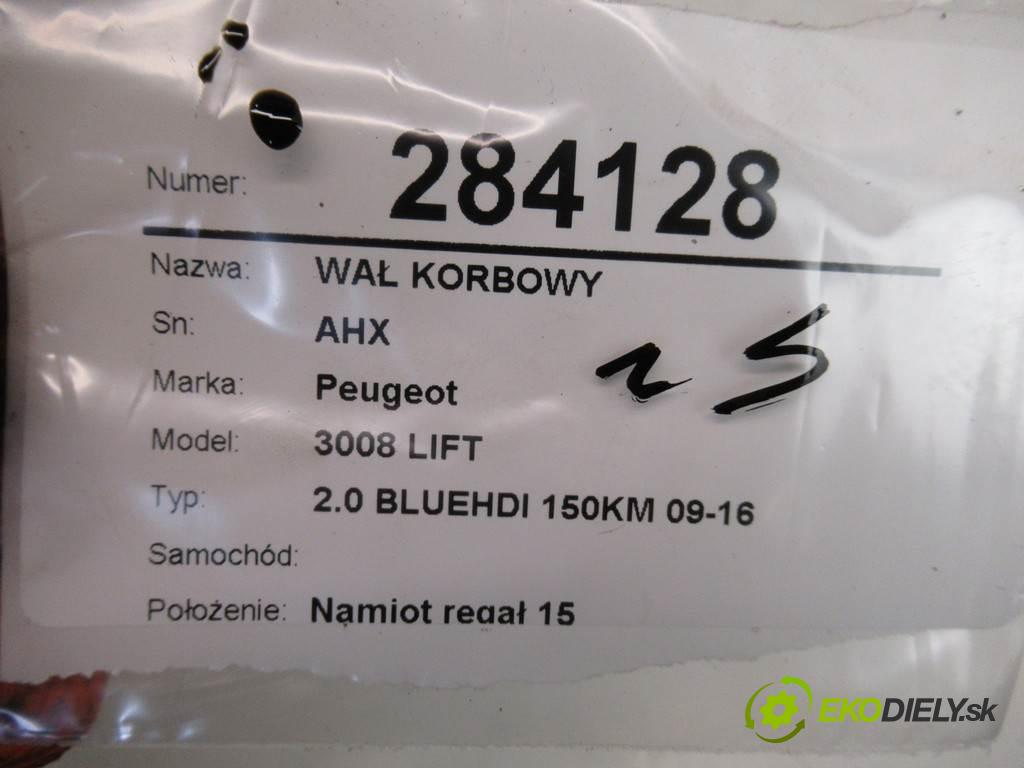 Numer: 284128
Nazwa: WAŁ KORBOWY
Sn: AHX
Marka: Peugeot
Model: 3008 LIFT
Typ: 2.0 BLUEHDI 150KM 09-16
Samochód:
Położenie: Namiot regał 15
EKODIELY.sk